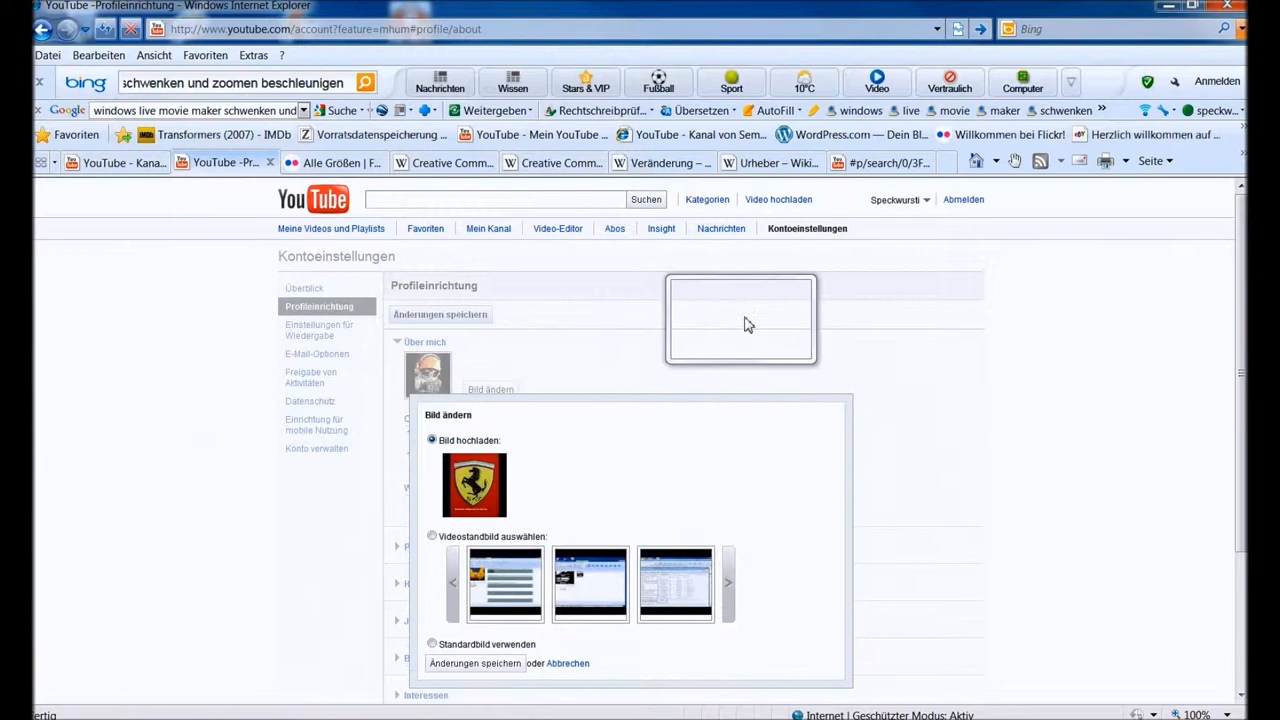 YouTube -Profileinrichtung - Windows Internet Explorer
http://www.youtube.com/account?feature=mhum#profile/about
Bing
Datei Bearbeiten Ansicht Favoriten Extras ?
bing schwenken und zoomen beschleunigen Nachrichten Wissen Stars & VIP Fußball Sport 10°C Video Vertraulich Computer Anmelden
Google windows live movie maker schwenken und Suche Weitergeben Rechtschreibprüf... Übersetzen AutoFill windows live movie maker schwenken speckw...
Favoriten Transformers (2007) - IMDb Vorratsdatenspeicherung ... YouTube - Mein YouTube ... YouTube - Kanal von Sem... WordPress.com — Dein Bl... Willkommen bei Flickr! Herzlich willkommen auf ...
YouTube - Kana... YouTube -Pr... Alle Größen | F... Creative Comm... Creative Comm... Veränderung – ... Urheber – Wiki... #p/search/0/3F... Seite
YouTube Suchen Kategorien Video hochladen Speckwursti Abmelden
Meine Videos und Playlists Favoriten Mein Kanal Video-Editor Abos Insight Nachrichten Kontoeinstellungen
Kontoeinstellungen
Überblick
Profileinrichtung
Einstellungen für
Wiedergabe
E-Mail-Optionen
Freigabe von
Aktivitäten
Datenschutz
Einrichtung für
mobile Nutzung
Konto verwalten
Profileinrichtung
Änderungen speichern
Über mich
Bild ändern
Bild ändern
Bild hochladen:
Videostandbild auswählen:
Standardbild verwenden
Änderungen speichern oder Abbrechen
Interessen
ertig Internet | Geschützter Modus: Aktiv 100%